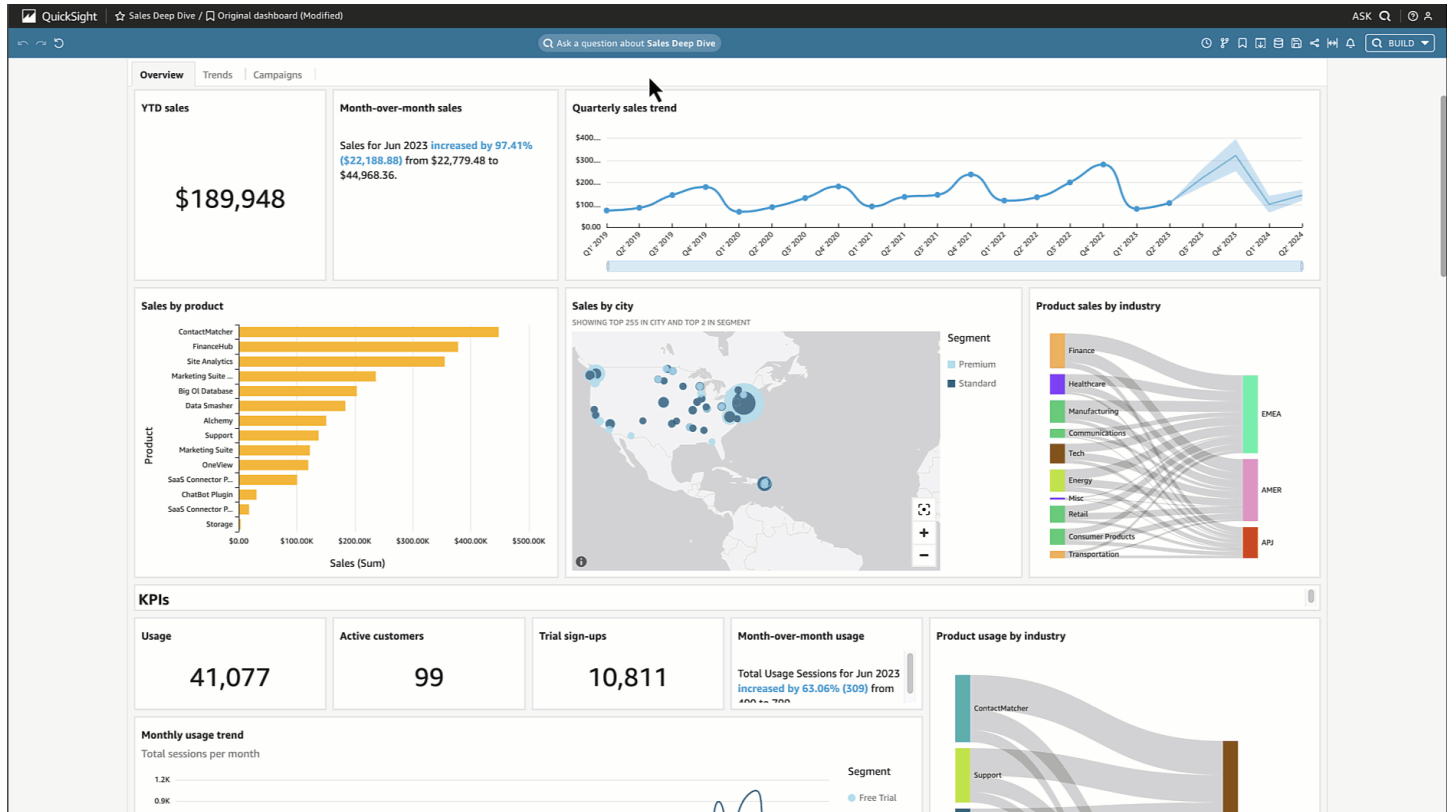 QuickSight
Sales Deep Dive / Original dashboard (Modified)
ASK
Ask a question about Sales Deep Dive
BUILD
Overview
Trends
Campaigns
YTD sales
$189,948
Month-over-month sales
Sales for Jun 2023 increased by 97.41%
($22,188.88) from $22,779.48 to
$44,968.36.
Quarterly sales trend
$400...
$300...
$200...
$100...
$0.00
Q1' 2019
Q2' 2019
Q3' 2019
Q4' 2019
Q1' 2020
Q2' 2020
Q3' 2020
Q4' 2020
Q1' 2021
Q2' 2021
Q3' 2021
Q4' 2021
Q1' 2022
Q2' 2022
Q3' 2022
Q4' 2022
Q1' 2023
Q2' 2023
Q3' 2023
Q4' 2023
Q1' 2024
Q2' 2024
Sales by product
Product
ContactMatcher
FinanceHub
Site Analytics
Marketing Suite ...
Big Ol Database
Data Smasher
Alchemy
Support
Marketing Suite
OneView
SaaS Connector P...
ChatBot Plugin
SaaS Connector P...
Storage
$0.00
$100.00K
$200.00K
$300.00K
$400.00K
$500.00K
Sales (Sum)
Sales by city
SHOWING TOP 255 IN CITY AND TOP 2 IN SEGMENT
Segment
Premium
Standard
Product sales by industry
Finance
Healthcare
Manufacturing
Communications
Tech
Energy
Misc
Retail
Consumer Products
Transportation
EMEA
AMER
APJ
KPIs
Usage
41,077
Active customers
99
Trial sign-ups
10,811
Month-over-month usage
Total Usage Sessions for Jun 2023
increased by 63.06% (309) from
Product usage by industry
ContactMatcher
Support
Monthly usage trend
Total sessions per month
1.2K
0.9K
Segment
Free Trial